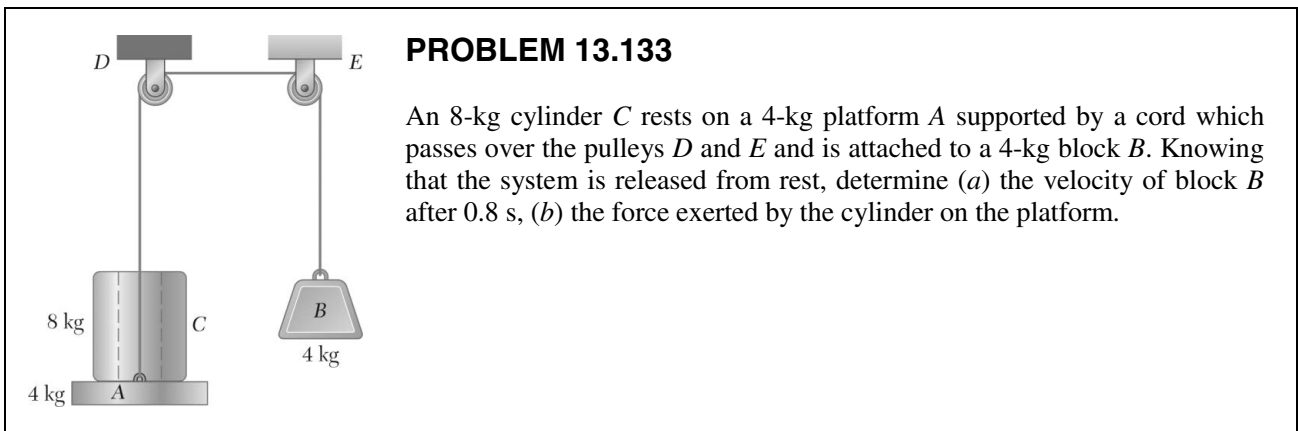 D
E
PROBLEM 13.133
An 8-kg cylinder C rests on a 4-kg platform A supported by a cord which
passes over the pulleys D and E and is attached to a 4-kg block B. Knowing
that the system is released from rest, determine (a) the velocity of block B
after 0.8 s, (b) the force exerted by the cylinder on the platform.
8 kg
C
B
4 kg
4 kg
A